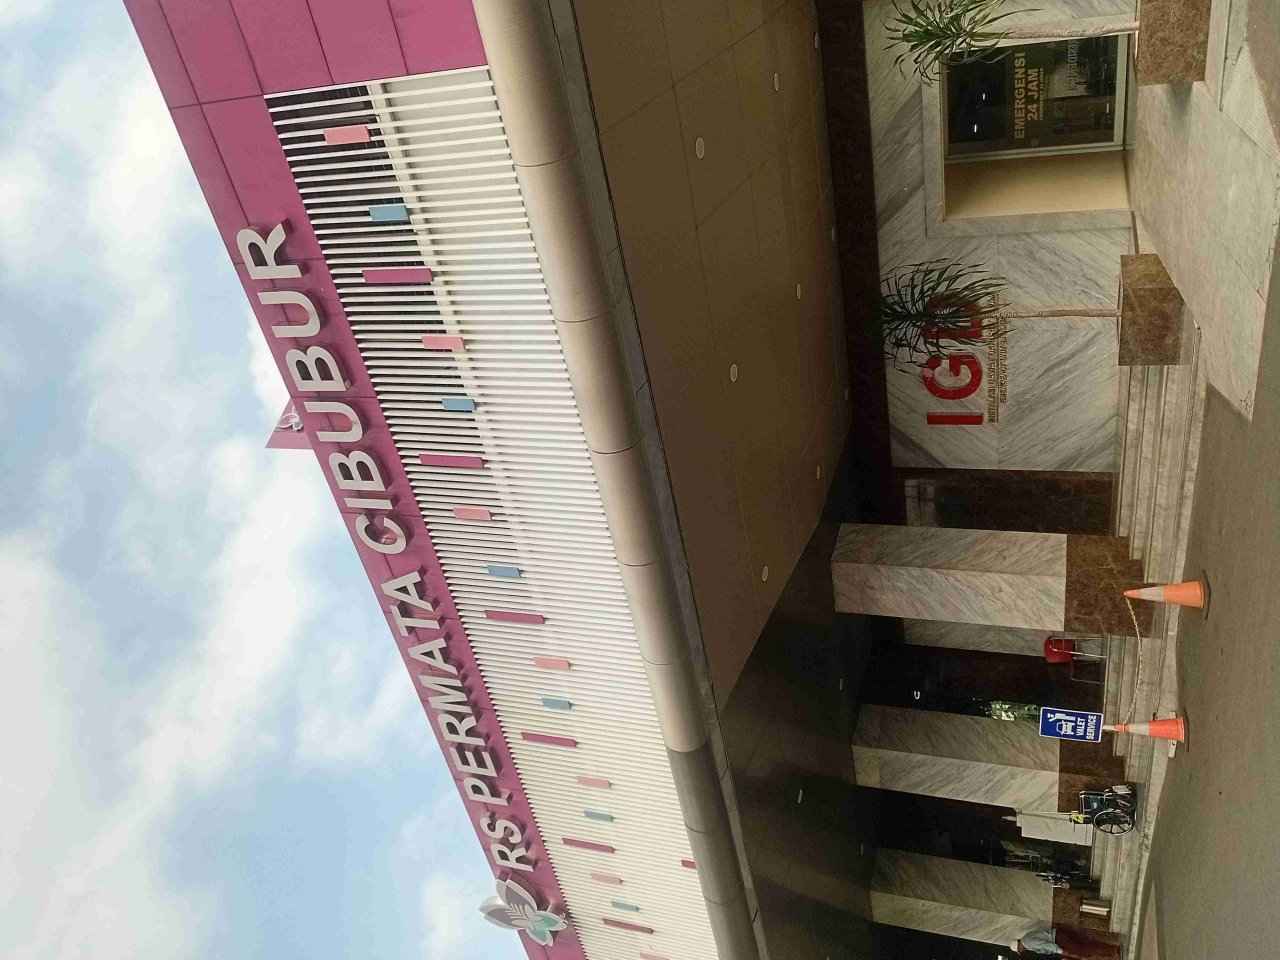 RS PERMATA CIBUBUR
IGD
EMERGENSI
24 JAM
VALET
SERVICE